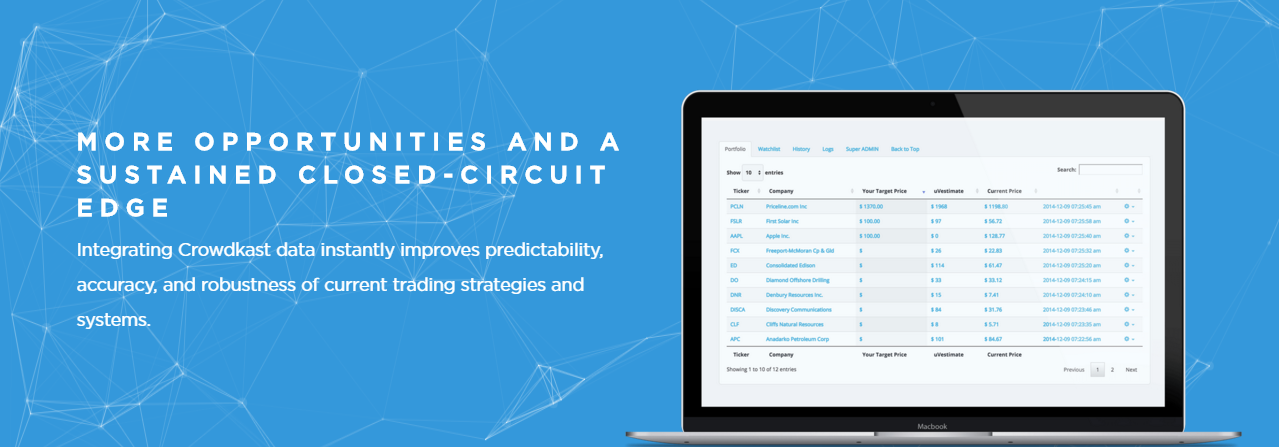 MORE OPPORTUNITIES AND A
SUSTAINED CLOSED-CIRCUIT
EDGE
Integrating Crowdkast data instantly improves predictability,
accuracy, and robustness of current trading strategies and
systems.
Portfolio Watchlist History Logs Super ADMIN Back to Top
Show 10 entries Search:
Ticker Company Your Target Price uVestimate Current Price
PCLN Priceline.com Inc $ 1370.00 $ 1968 $ 1198.00 2014-12-09 07:25:45 am
FSLR First Solar Inc $ 100.00 $ 97 $ 56.72 2014-12-09 07:25:58 am
AAPL Apple Inc. $ 100.00 $ 0 $ 128.77 2014-12-09 07:25:40 am
FCX Freeport-McMoran Cp & Gld $ $ 26 $ 22.83 2014-12-09 07:25:32 am
ED Consolidated Edison $ $ 114 $ 61.47 2014-12-09 07:25:20 am
DO Diamond Offshore Drilling $ $ 33 $ 33.12 2014-12-09 07:24:15 am
DNR Denbury Resources Inc. $ $ 15 $ 7.41 2014-12-09 07:24:10 am
DISCA Discovery Communications $ $ 84 $ 31.76 2014-12-09 07:23:46 am
CLF Cliffs Natural Resources $ $ 8 $ 5.71 2014-12-09 07:23:35 am
APC Anadarko Petroleum Corp $ $ 101 $ 84.67 2014-12-09 07:22:56 am
Ticker Company Your Target Price uVestimate Current Price
Showing 1 to 10 of 12 entries Previous 1 2 Next
Macbook